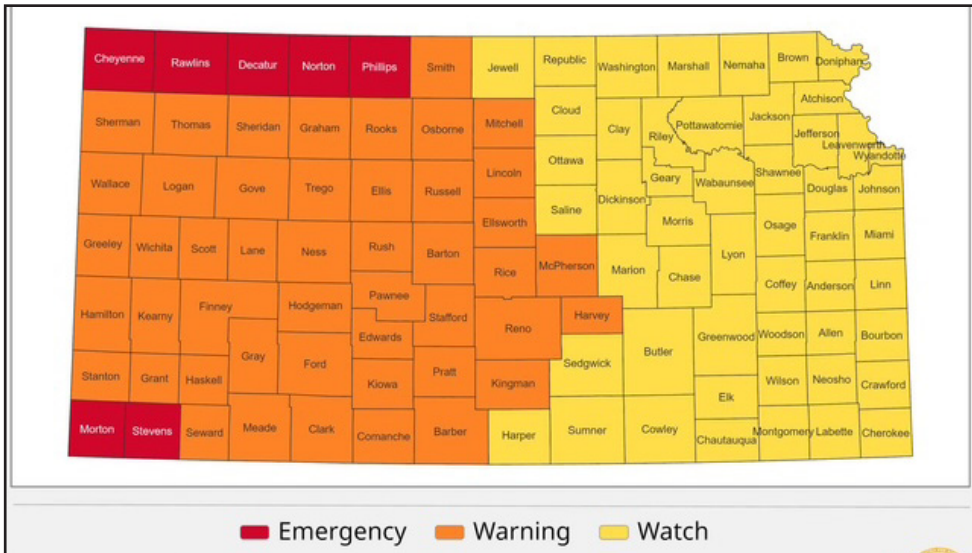 Cheyenne Rawlins Decatur Norton Phillips Smith Jewell Republic Washington Marshall Nemaha Brown Doniphan
Atchison
Sherman Thomas Sheridan Graham Rooks Osborne Mitchell Cloud Clay Riley Pottawatomie Jackson Jefferson Leavenworth
Wyandotte
Wallace Logan Gove Trego Ellis Russell Lincoln Ottawa Dickinson Geary Wabaunsee Shawnee Douglas Johnson
Ellsworth Saline Morris
Greeley Wichita Scott Lane Ness Rush Barton Rice McPherson Marion Chase Lyon Osage Franklin Miami
Hamilton Kearny Finney Hodgeman Pawnee Stafford Reno Harvey Coffey Anderson Linn
Edwards
Gray Ford Sedgwick Butler Greenwood Woodson Allen Bourbon
Stanton Grant Haskell Kiowa Pratt Kingman Elk Wilson Neosho Crawford
Morton Stevens Seward Meade Clark Comanche Barber Harper Sumner Cowley Chautauqua Montgomery Labette Cherokee
Emergency Warning Watch